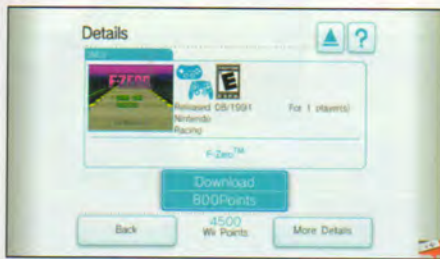 Details
?
F-ZERO
E
Released 08/1991
For 1 player(s)
Nintendo
Racing
F-Zero™
Download
800Points
Back
4500
Wii Points
More Details